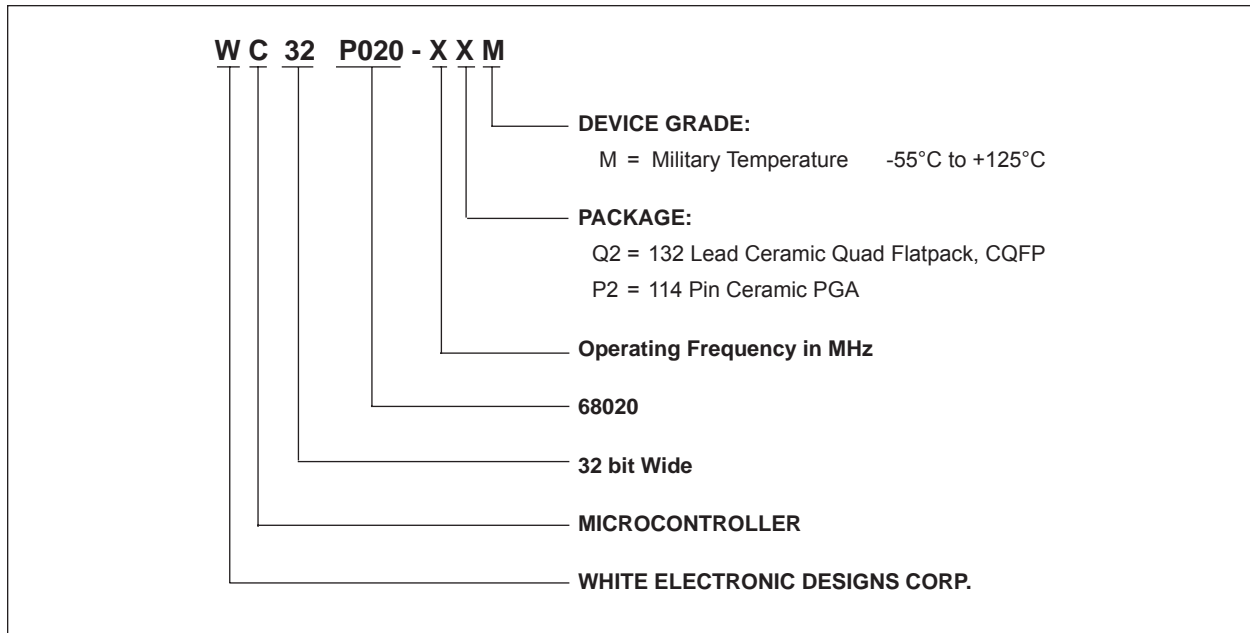 W C 32 P020 - X X M
DEVICE GRADE:
M = Military Temperature -55°C to +125°C
PACKAGE:
Q2 = 132 Lead Ceramic Quad Flatpack, CQFP
P2 = 114 Pin Ceramic PGA
Operating Frequency in MHz
68020
32 bit Wide
MICROCONTROLLER
WHITE ELECTRONIC DESIGNS CORP.